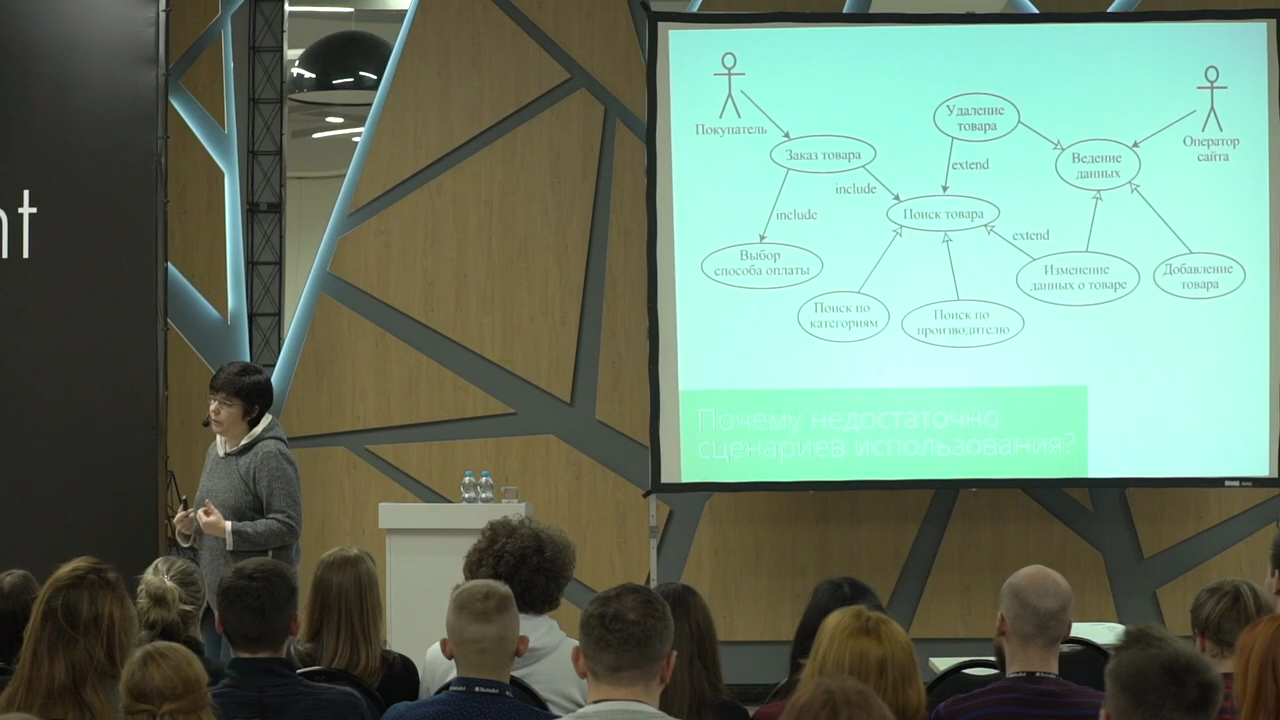 nt
Покупатель
Заказ товара
include
include
Выбор
способа оплаты
Удаление
товара
extend
Поиск товара
Ведение
данных
Оператор
сайта
extend
Поиск по
категориям
Поиск по
производителю
Изменение
данных о товаре
Добавление
товара
Почему недостаточно
сценариев использования?